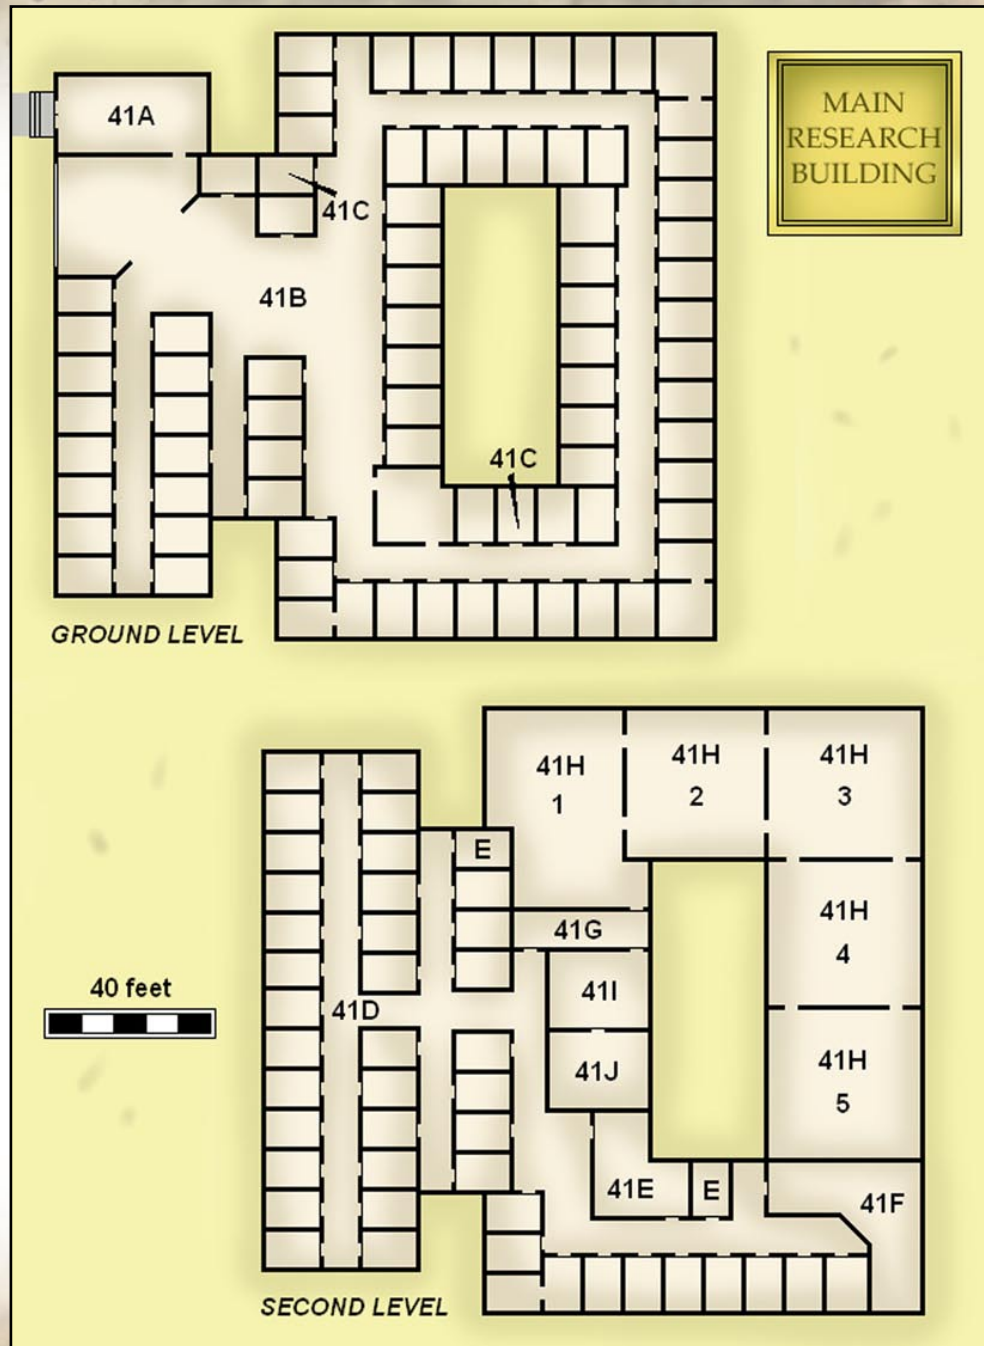 MAIN
RESEARCH
BUILDING
41A
41C
41B
41C
GROUND LEVEL
41H
1
41H
2
41H
3
E
41H
4
41G
40 feet
41I
41D
41H
5
41J
41E
E
41F
SECOND LEVEL